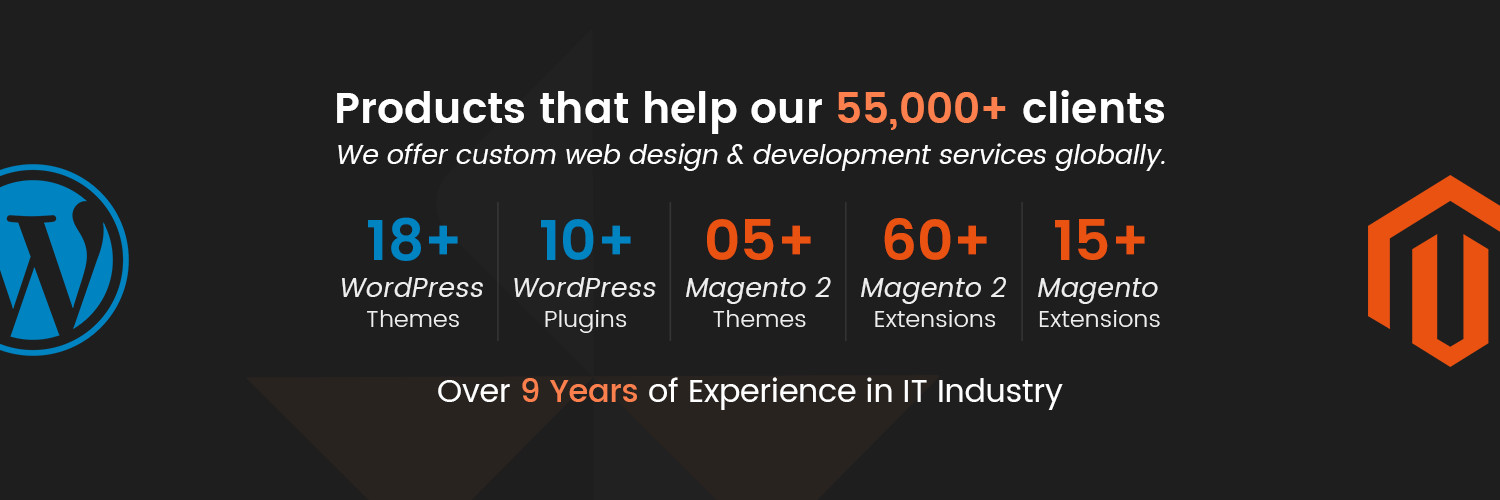 Products that help our 55,000+ clients
We offer custom web design & development services globally.
18+ 10+ 05+ 60+ 15+
WordPress WordPress Magento 2 Magento 2 Magento
Themes Plugins Themes Extensions Extensions
Over 9 Years of Experience in IT Industry